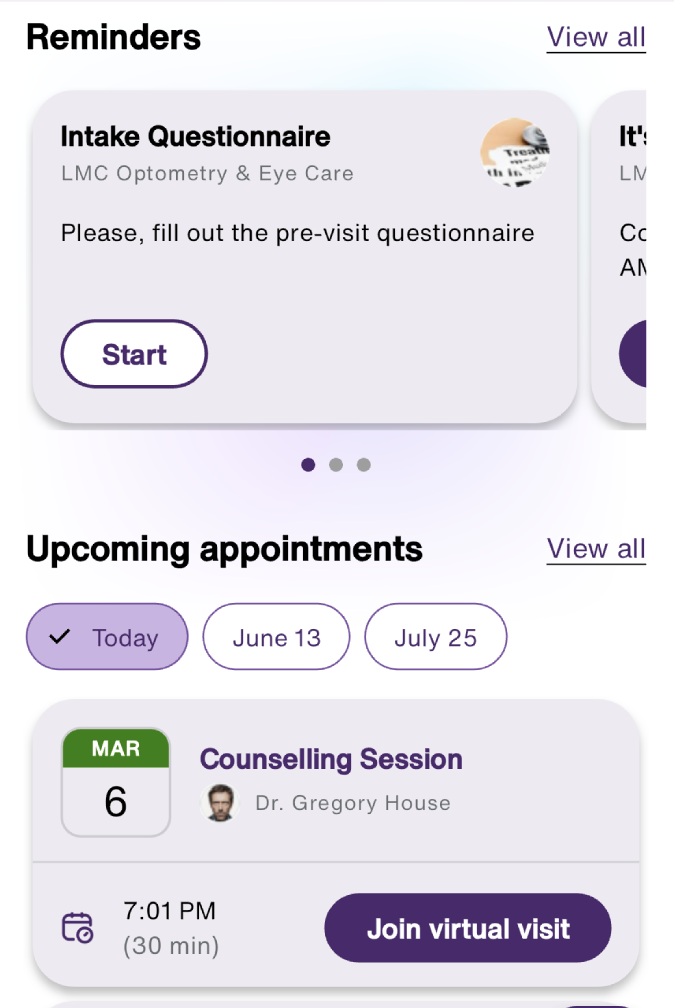 Reminders
View all
Intake Questionnaire
LMC Optometry & Eye Care
Please, fill out the pre-visit questionnaire
Start
It's
LM
Co
AM
Upcoming appointments
View all
Today
June 13
July 25
MAR
6
Counselling Session
Dr. Gregory House
7:01 PM
(30 min)
Join virtual visit